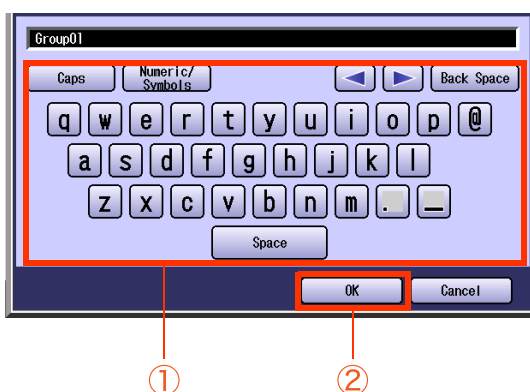 Group01
Caps Numeric/ Symbols Back Space
q w e r t y u i o p @
a s d f g h j k l
z x c v b n m . _
Space
OK Cancel
① ②